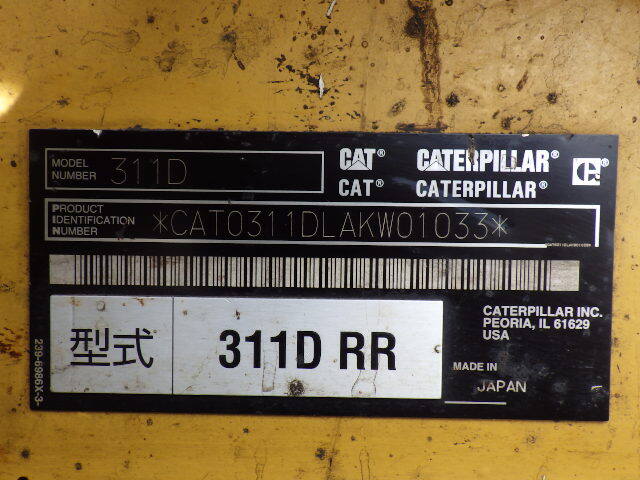 MODEL NUMBER 311D
CAT® CATERPILLAR®
CAT® CATERPILLAR®
PRODUCT IDENTIFICATION NUMBER *CAT0311DLAKW01033*
型式 311D RR
CATERPILLAR INC.
PEORIA, IL 61629
USA
MADE IN
JAPAN
239-5986X-3